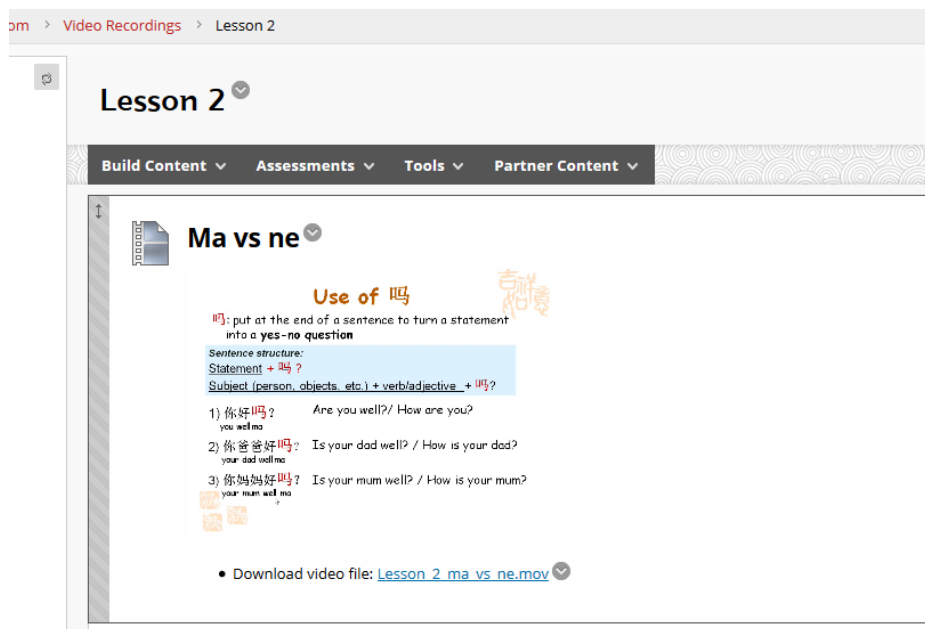 om > Video Recordings > Lesson 2
Lesson 2
Build Content Assessments Tools Partner Content
Ma vs ne
Use of 吗
吗: put at the end of a sentence to turn a statement
into a yes-no question
Sentence structure:
Statement + 吗 ?
Subject (person, objects, etc.) + verb/adjective + 吗?
1) 你好吗? Are you well?/ How are you?
you well ma
2) 你爸爸好吗? Is your dad well? / How is your dad?
your dad well ma
3) 你妈妈好吗? Is your mum well? / How is your mum?
your mum well ma
吉祥如意
• Download video file: Lesson_2_ma_vs_ne.mov